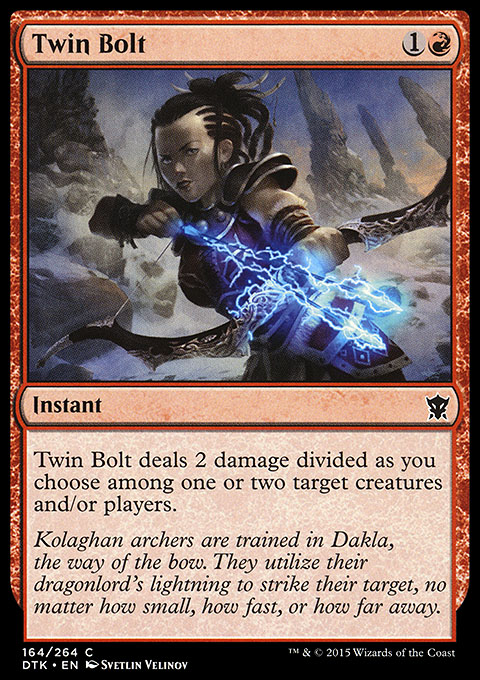 Twin Bolt 1
Instant
Twin Bolt deals 2 damage divided as you
choose among one or two target creatures
and/or players.
Kolaghan archers are trained in Dakla,
the way of the bow. They utilize their
dragonlord's lightning to strike their target, no
matter how small, how fast, or how far away.
164/264 C
DTK • EN Svetlin Velinov
™ & © 2015 Wizards of the Coast